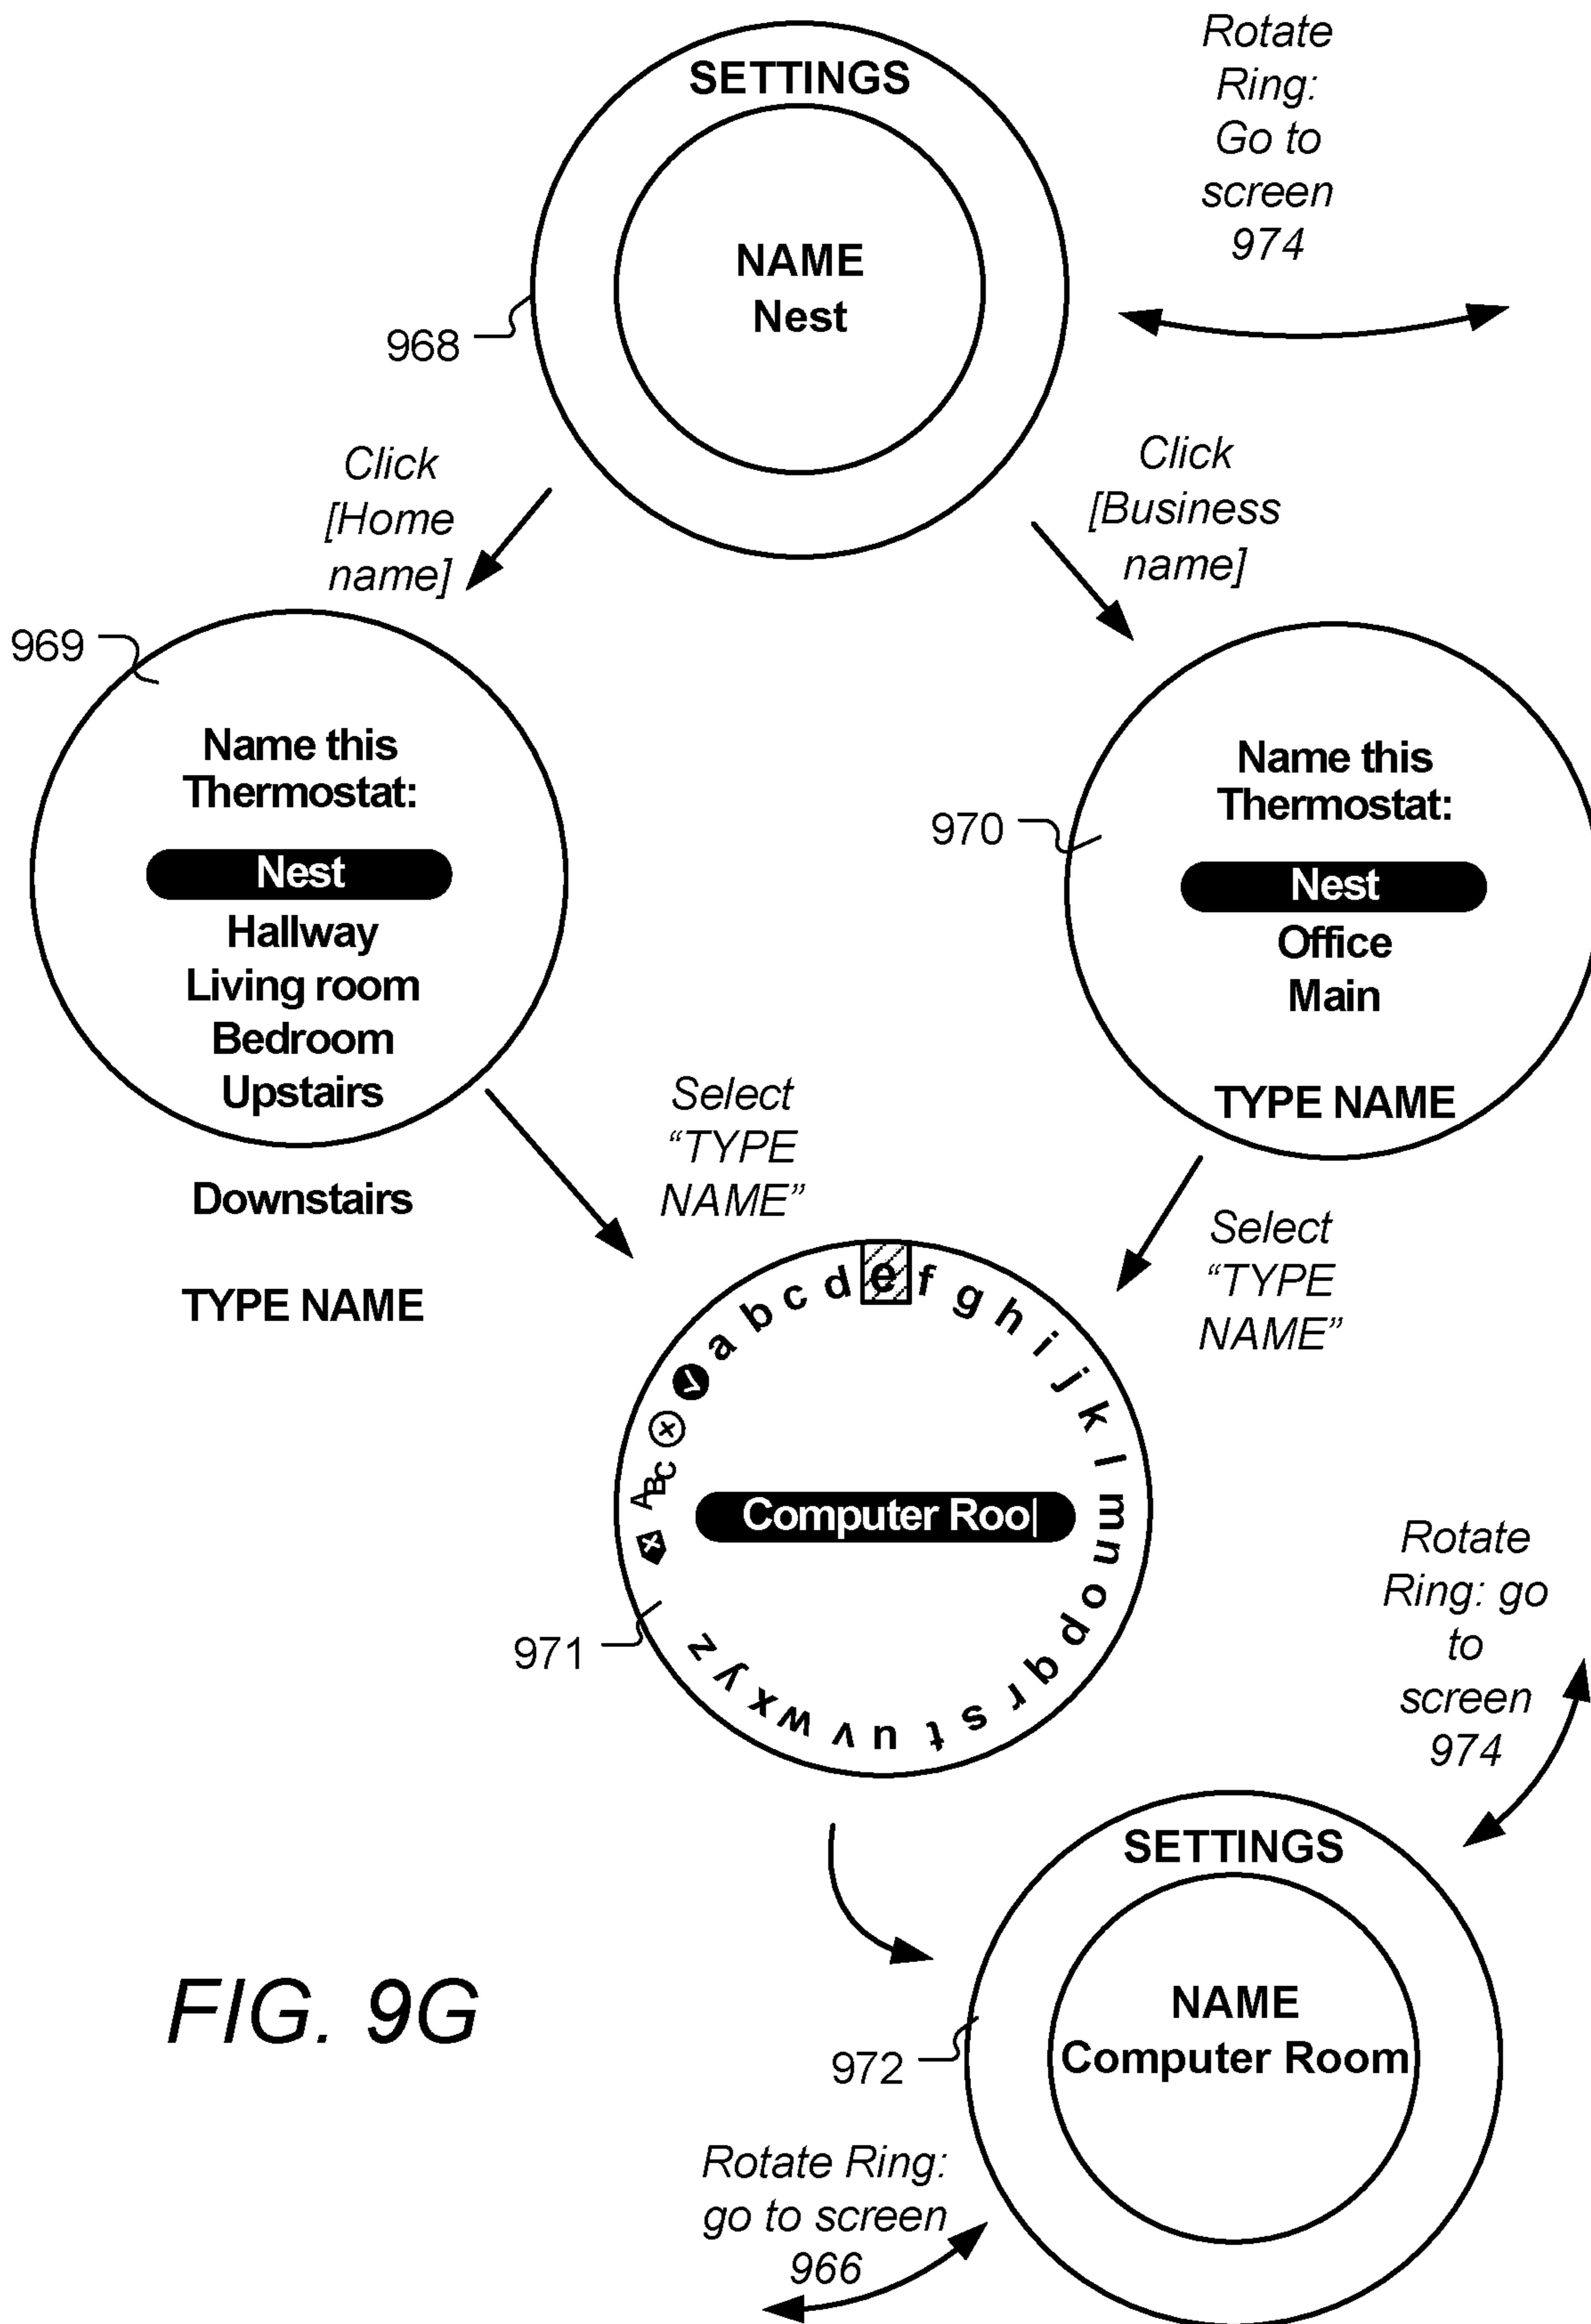 SETTINGS
NAME
Nest
968
Rotate
Ring:
Go to
screen
974
Click
[Home
name]
Click
[Business
name]
969
Name this
Thermostat:
Nest
Hallway
Living room
Bedroom
Upstairs
Downstairs
TYPE NAME
970
Name this
Thermostat:
Nest
Office
Main
TYPE NAME
Select
“TYPE
NAME”
Select
“TYPE
NAME”
a b c d e f g h i j k l m n o p q r s t u v w x y z
ABC
Computer Roo
971
Rotate
Ring: go
to
screen
974
SETTINGS
NAME
Computer Room
972
Rotate Ring:
go to screen
966
FIG. 9G